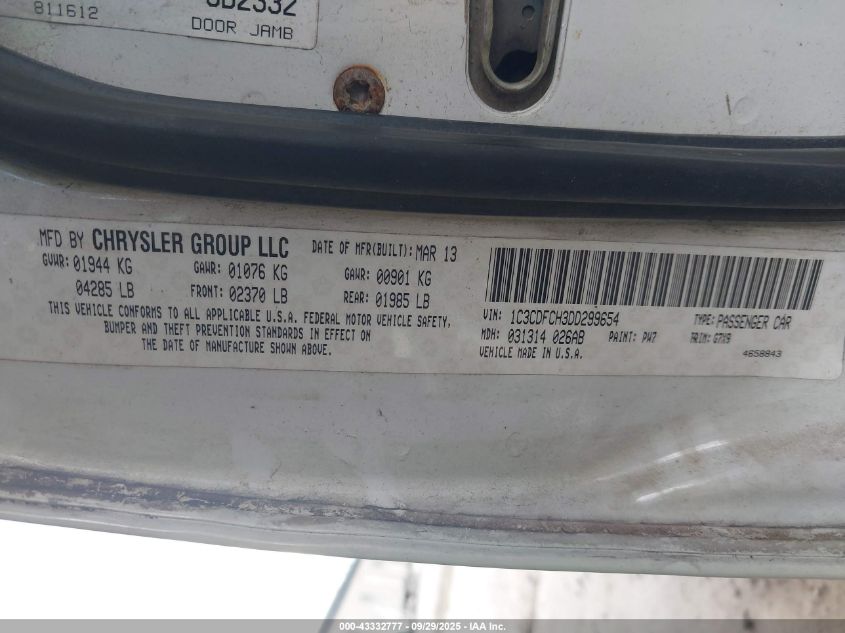 811612
DOOR JAMB
MFD BY CHRYSLER GROUP LLC
DATE OF MFR(BUILT): MAR 13
GVWR: 01944 KG GAWR: 01076 KG GAWR: 00901 KG
04285 LB FRONT: 02370 LB REAR: 01985 LB
THIS VEHICLE CONFORMS TO ALL APPLICABLE U.S.A. FEDERAL MOTOR VEHICLE SAFETY,
BUMPER AND THEFT PREVENTION STANDARDS IN EFFECT ON
THE DATE OF MANUFACTURE SHOWN ABOVE.
VIN: 1C3CDFCH3DD299654 TYPE: PASSENGER CAR
MDH: 031314 026AB PAINT: PW7 TRIM: G7X9
VEHICLE MADE IN U.S.A. 4658843
000-43332777 - 09/29/2025 - IAA Inc.